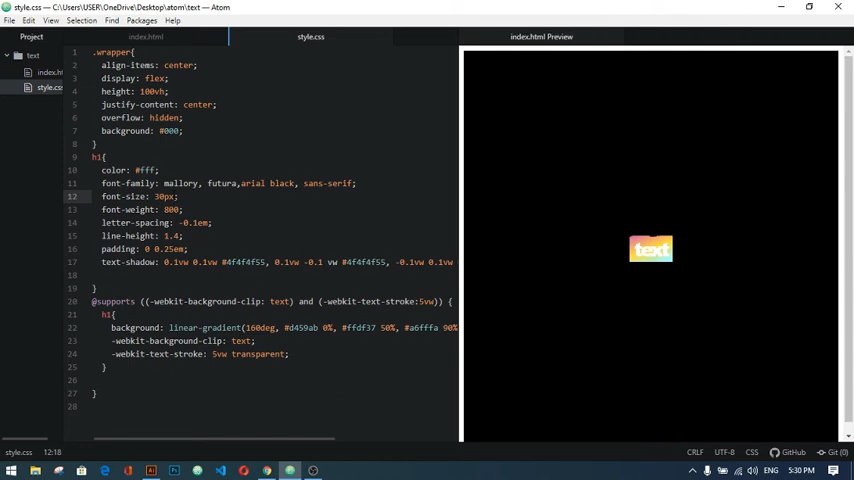 style.css — C:\Users\USER\OneDrive\Desktop\atom\text — Atom
File Edit View Selection Find Packages Help
Project index.html style.css index.html Preview
text
index.ht
style.css
1 .wrapper{
2 align-items: center;
3 display: flex;
4 height: 100vh;
5 justify-content: center;
6 overflow: hidden;
7 background: #000;
8 }
9 h1{
10 color: #fff;
11 font-family: mallory, futura,arial black, sans-serif;
12 font-size: 30px;
13 font-weight: 800;
14 letter-spacing: -0.1em;
15 line-height: 1.4;
16 padding: 0 0.25em;
17 text-shadow: 0.1vw 0.1vw #4f4f4f55, 0.1vw -0.1 vw #4f4f4f55, -0.1vw 0.1vw
18
19 }
20 @supports ((-webkit-background-clip: text) and (-webkit-text-stroke:5vw)) {
21 h1{
22 background: linear-gradient(160deg, #d459ab 0%, #ffdf37 50%, #a6fffa 90%
23 -webkit-background-clip: text;
24 -webkit-text-stroke: 5vw transparent;
25 }
26
27 }
28
text
style.css 12:18 CRLF UTF-8 CSS GitHub Git (0)
ENG 5:30 PM